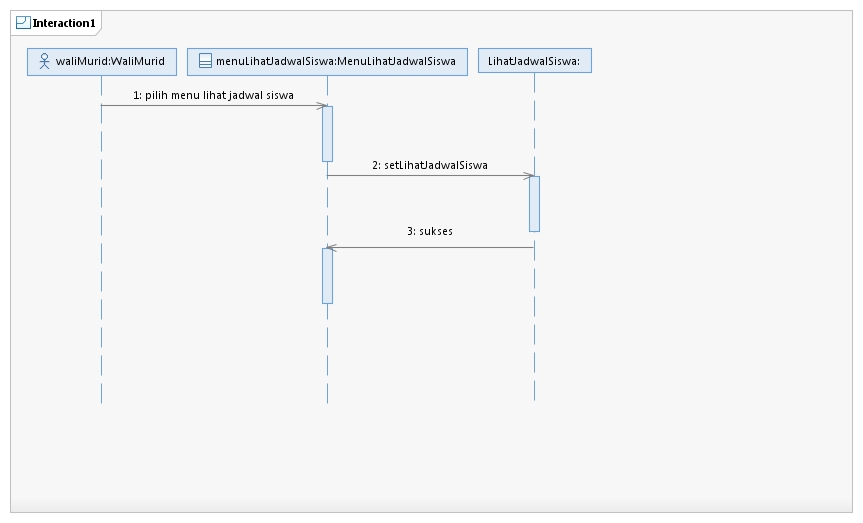 Interaction1
waliMurid:WaliMurid
menuLihatJadwalSiswa:MenuLihatJadwalSiswa
LihatJadwalSiswa:
1: pilih menu lihat jadwal siswa
2: setLihatJadwalSiswa
3: sukses